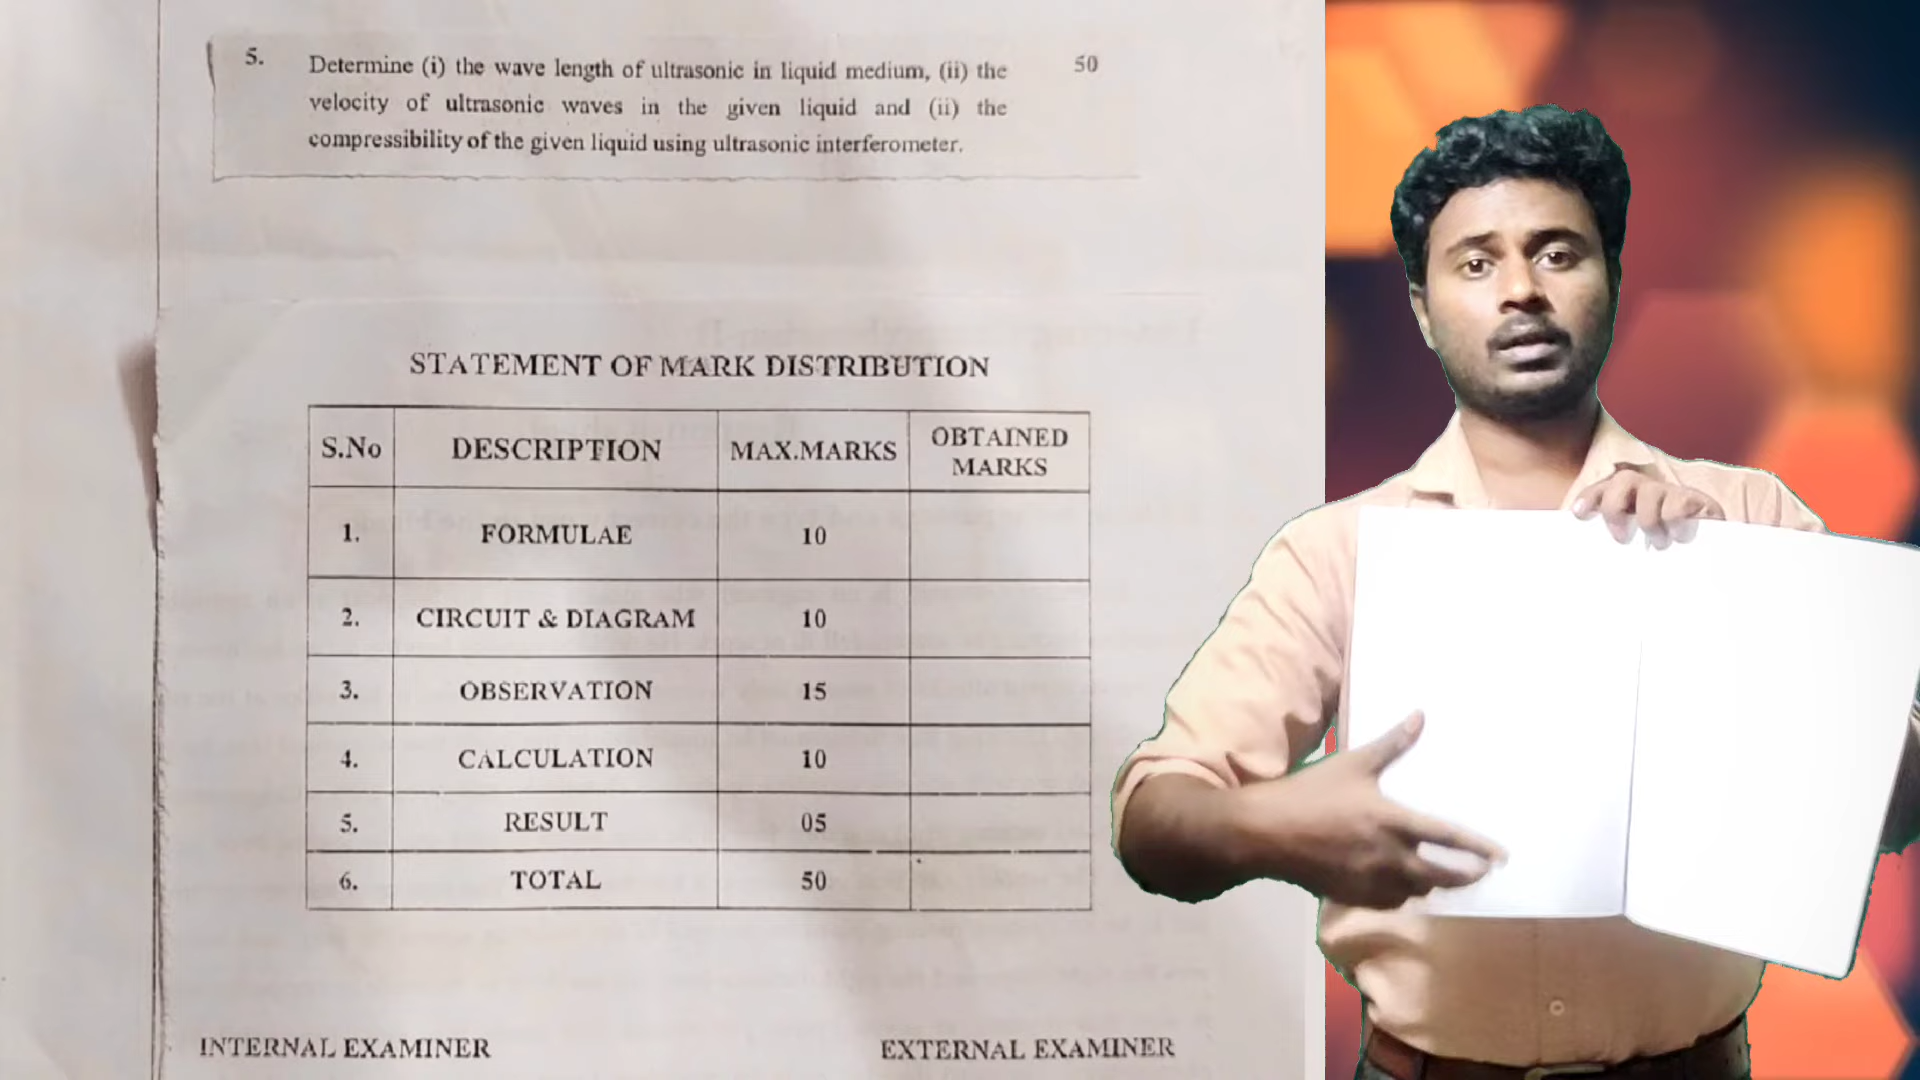 5. Determine (i) the wave length of ultrasonic in liquid medium, (ii) the 50
velocity of ultrasonic waves in the given liquid and (ii) the
compressibility of the given liquid using ultrasonic interferometer.
STATEMENT OF MARK DISTRIBUTION
S.No DESCRIPTION MAX.MARKS OBTAINED MARKS
1. FORMULAE 10
2. CIRCUIT & DIAGRAM 10
3. OBSERVATION 15
4. CALCULATION 10
5. RESULT 05
6. TOTAL 50
INTERNAL EXAMINER EXTERNAL EXAMINER